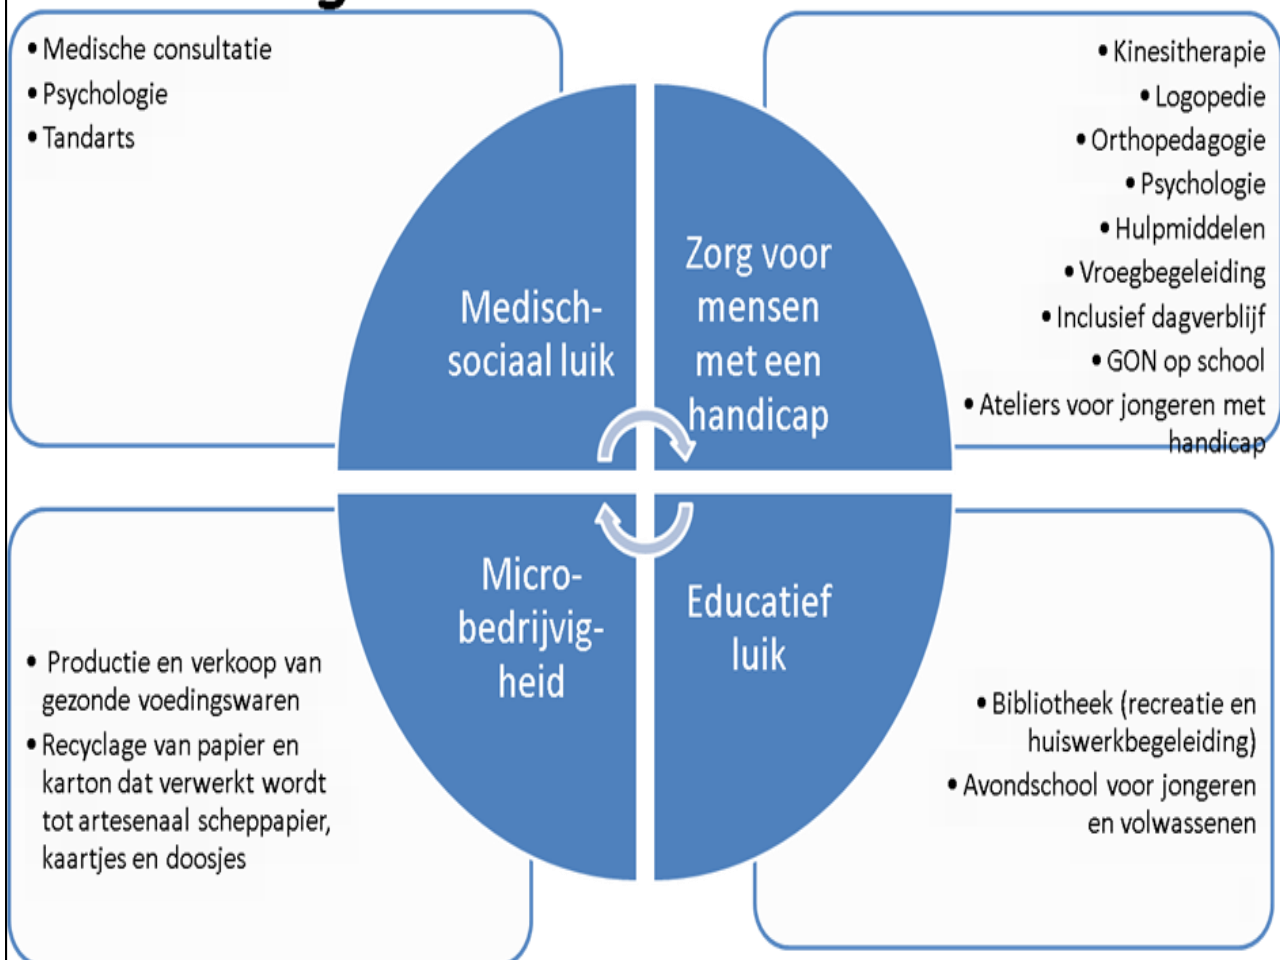 • Medische consultatie
• Psychologie
• Tandarts
• Kinesitherapie
• Logopedie
• Orthopedagogie
• Psychologie
• Hulpmiddelen
• Vroegbegeleiding
• Inclusief dagverblijf
• GON op school
• Ateliers voor jongeren met
handicap
Medisch-
sociaal luik
Zorg voor
mensen
met een
handicap
Micro-
bedrijvig-
heid
Educatief
luik
• Productie en verkoop van
gezonde voedingswaren
• Recyclage van papier en
karton dat verwerkt wordt
tot artesenaal scheppapier,
kaartjes en doosjes
• Bibliotheek (recreatie en
huiswerkbegeleiding)
• Avondschool voor jongeren
en volwassenen